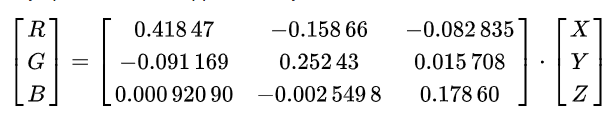 [R] = [0.418 47 −0.158 66 −0.082 835] · [X]
[G] = [−0.091 169 0.252 43 0.015 708] · [Y]
[B] = [0.000 920 90 −0.002 549 8 0.178 60] · [Z]